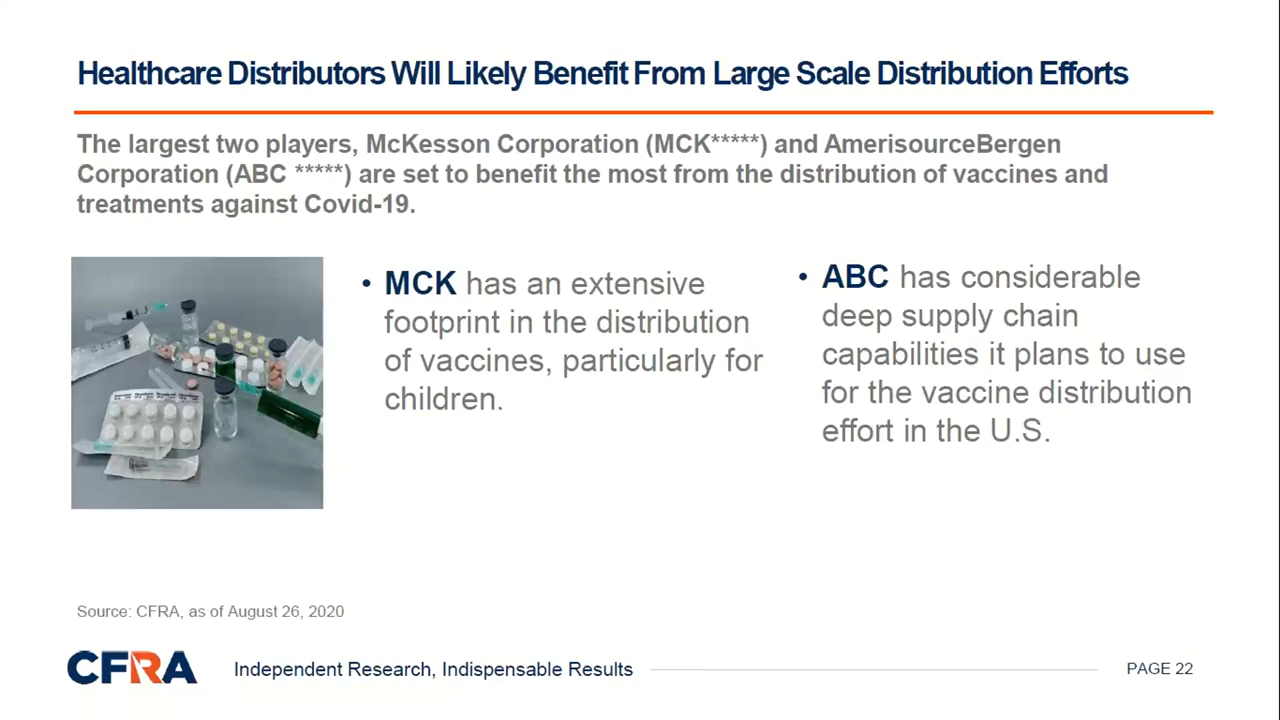 Healthcare Distributors Will Likely Benefit From Large Scale Distribution Efforts
The largest two players, McKesson Corporation (MCK*****) and AmerisourceBergen
Corporation (ABC *****) are set to benefit the most from the distribution of vaccines and
treatments against Covid-19.
• MCK has an extensive
footprint in the distribution
of vaccines, particularly for
children.
• ABC has considerable
deep supply chain
capabilities it plans to use
for the vaccine distribution
effort in the U.S.
Source: CFRA, as of August 26, 2020
CFRA
Independent Research, Indispensable Results
PAGE 22